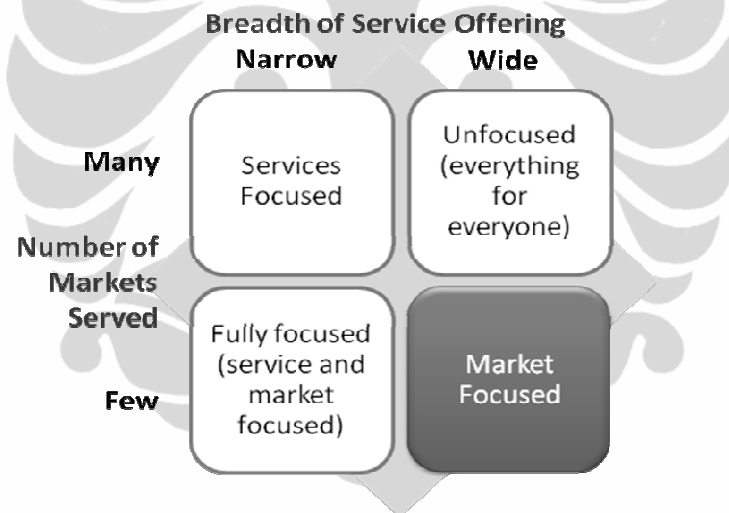 Breadth of Service Offering
Narrow
Wide
Many
Services
Focused
Unfocused
(everything
for
everyone)
Number of
Markets
Served
Few
Fully focused
(service and
market
focused)
Market
Focused